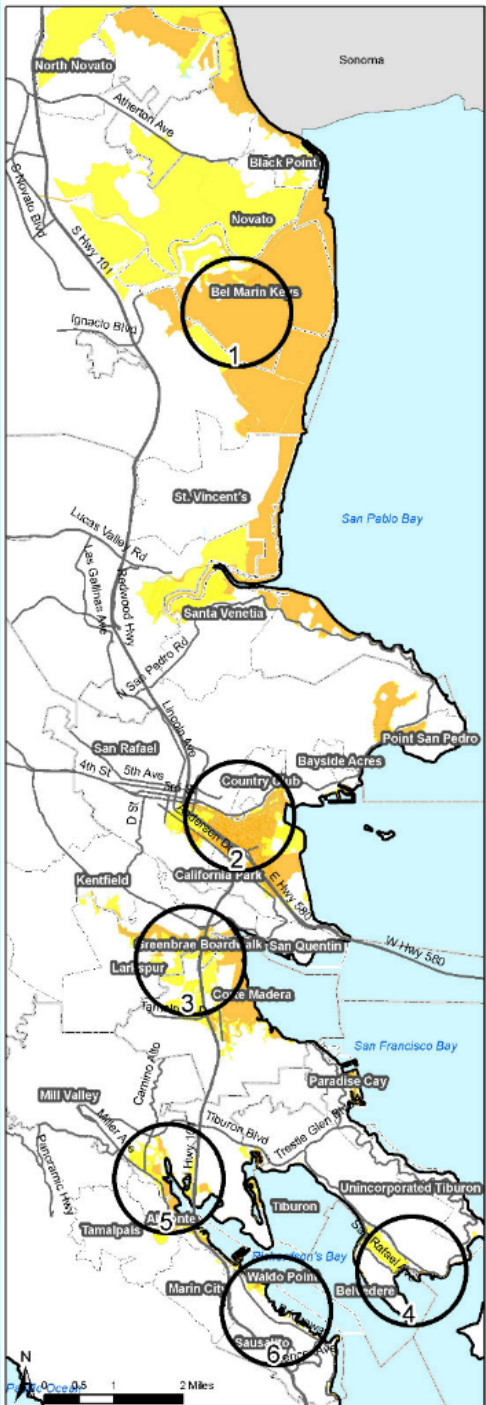 North Novato
Sonoma
Atherton Ave
Black Point
S Novato Blvd
Novato
S Hwy 101
Bel Marin Keys
Ignacio Blvd
1
St. Vincent's
San Pablo Bay
Lucas Valley Rd
Las Gallinas Ave
Redwood Hwy
Santa Venetia
N San Pedro Rd
Lincoln Ave
Point San Pedro
San Rafael
Bayside Acres
4th St
5th Ave
Country Club
D St
2
California Park
Kentfield
E Hwy 580
Greenbrae Boardwalk
San Quentin
W Hwy 580
Larkspur
Corte Madera
3
San Francisco Bay
Camino Alto
Paradise Cay
Mill Valley
Miller Ave
Tiburon Blvd
Trestle Glen Blvd
Panoramic Hwy
Unincorporated Tiburon
Tiburon
Almonte
5
Tamalpais
Richardson's Bay
Marin City
Waldo Point
Belvedere
4
Sausalito
6
N
Pacific Ocean
0 0.5 1 2 Miles